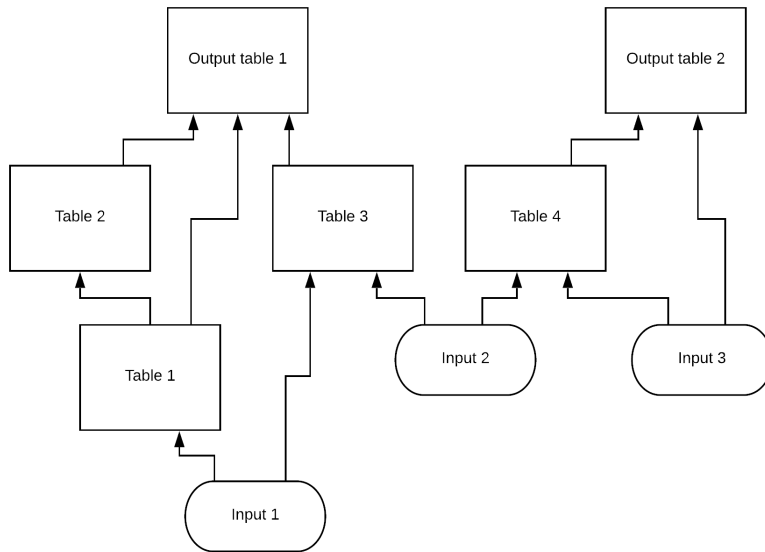 Output table 1
Output table 2
Table 2
Table 3
Table 4
Table 1
Input 2
Input 3
Input 1